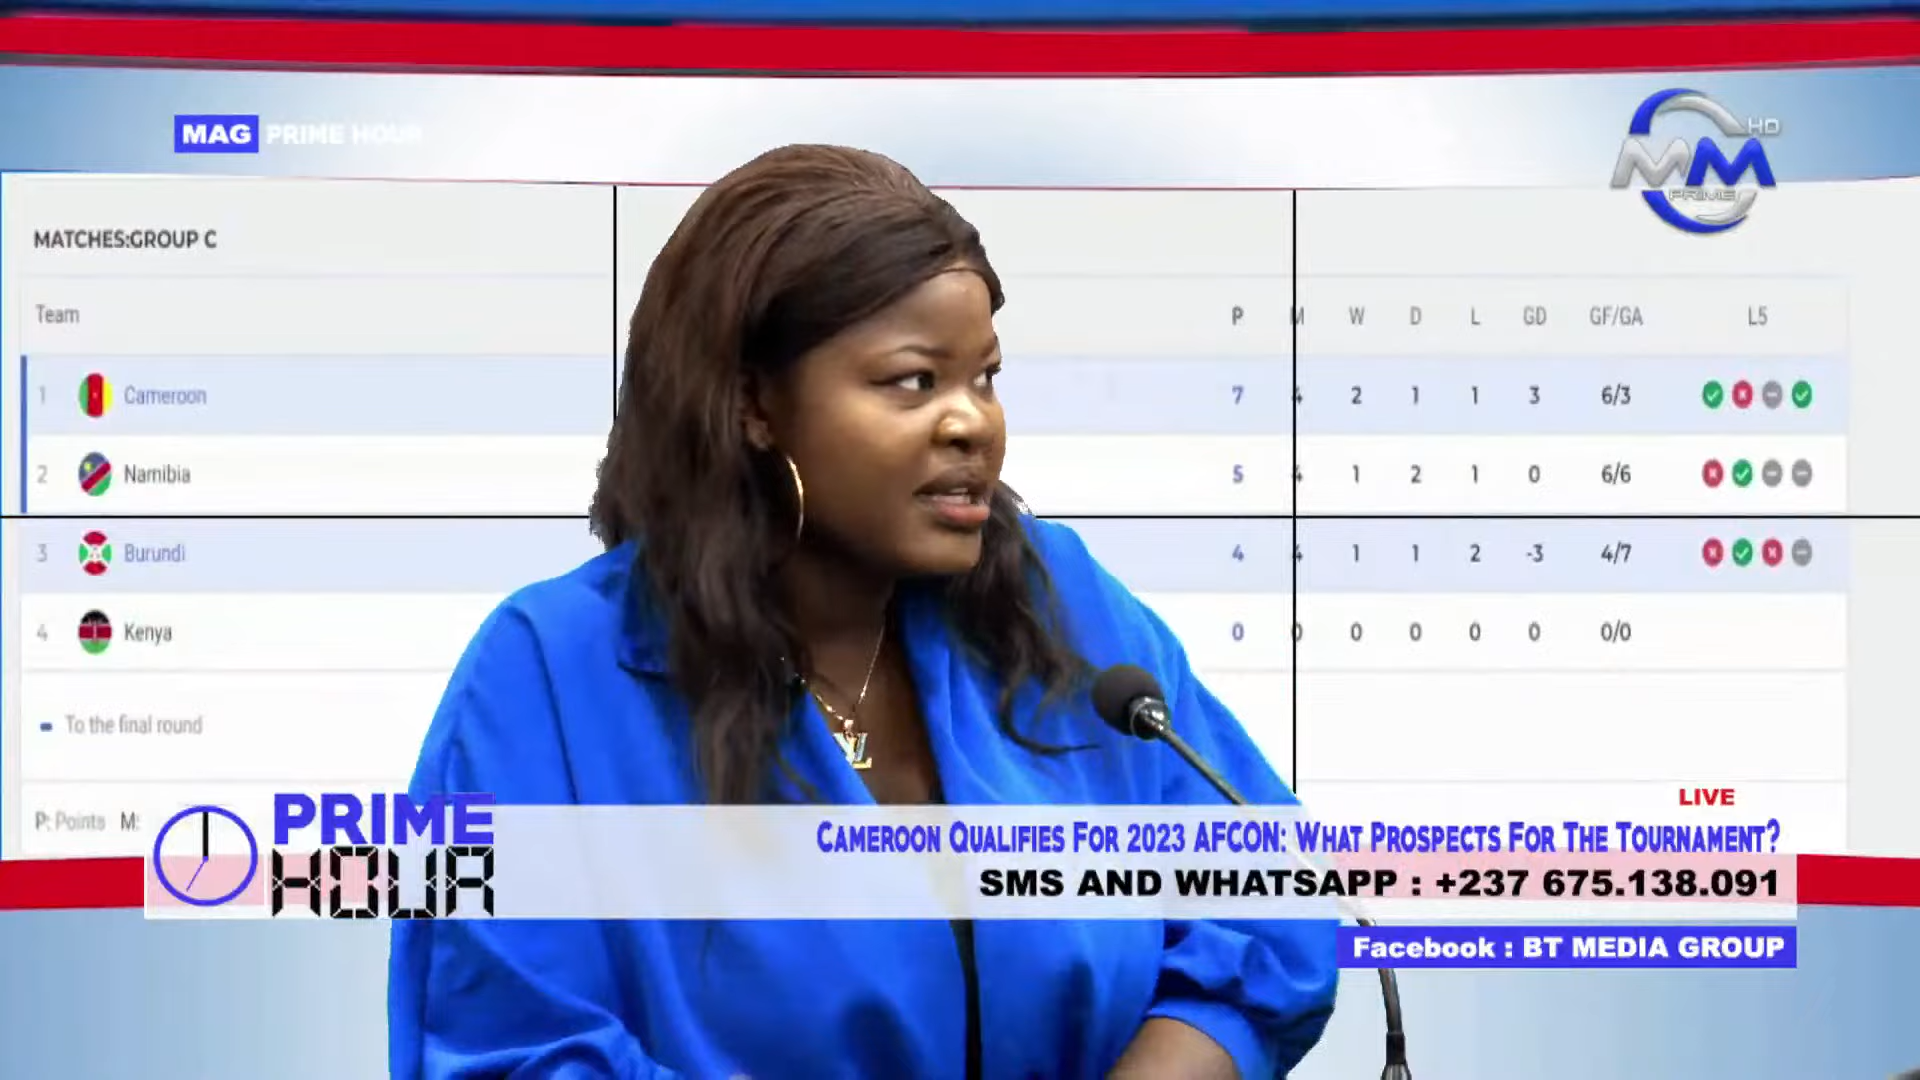 MAG PRIME HOUR
HD
MM
PRIME
MATCHES:GROUP C
Team P M W D L GD GF/GA L5
1 Cameroon 7 4 2 1 1 3 6/3
2 Namibia 5 4 1 2 1 0 6/6
3 Burundi 4 4 1 1 2 -3 4/7
4 Kenya 0 0 0 0 0 0 0/0
To the final round
P: Points M:
LIVE
PRIME
HOUR
CAMEROON QUALIFIES FOR 2023 AFCON: WHAT PROSPECTS FOR THE TOURNAMENT?
SMS AND WHATSAPP : +237 675.138.091
Facebook : BT MEDIA GROUP